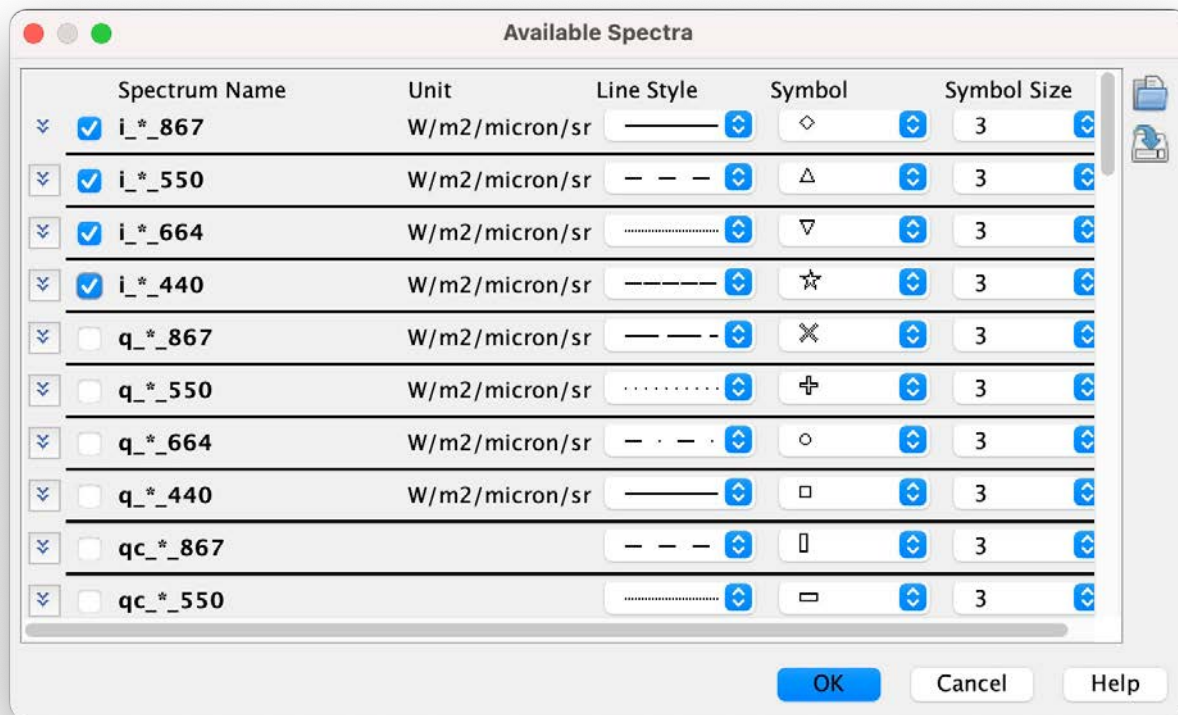 Available Spectra
Spectrum Name Unit Line Style Symbol Symbol Size
i_*_867 W/m2/micron/sr 3
i_*_550 W/m2/micron/sr 3
i_*_664 W/m2/micron/sr 3
i_*_440 W/m2/micron/sr 3
q_*_867 W/m2/micron/sr 3
q_*_550 W/m2/micron/sr 3
q_*_664 W/m2/micron/sr 3
q_*_440 W/m2/micron/sr 3
qc_*_867 3
qc_*_550 3
OK Cancel Help